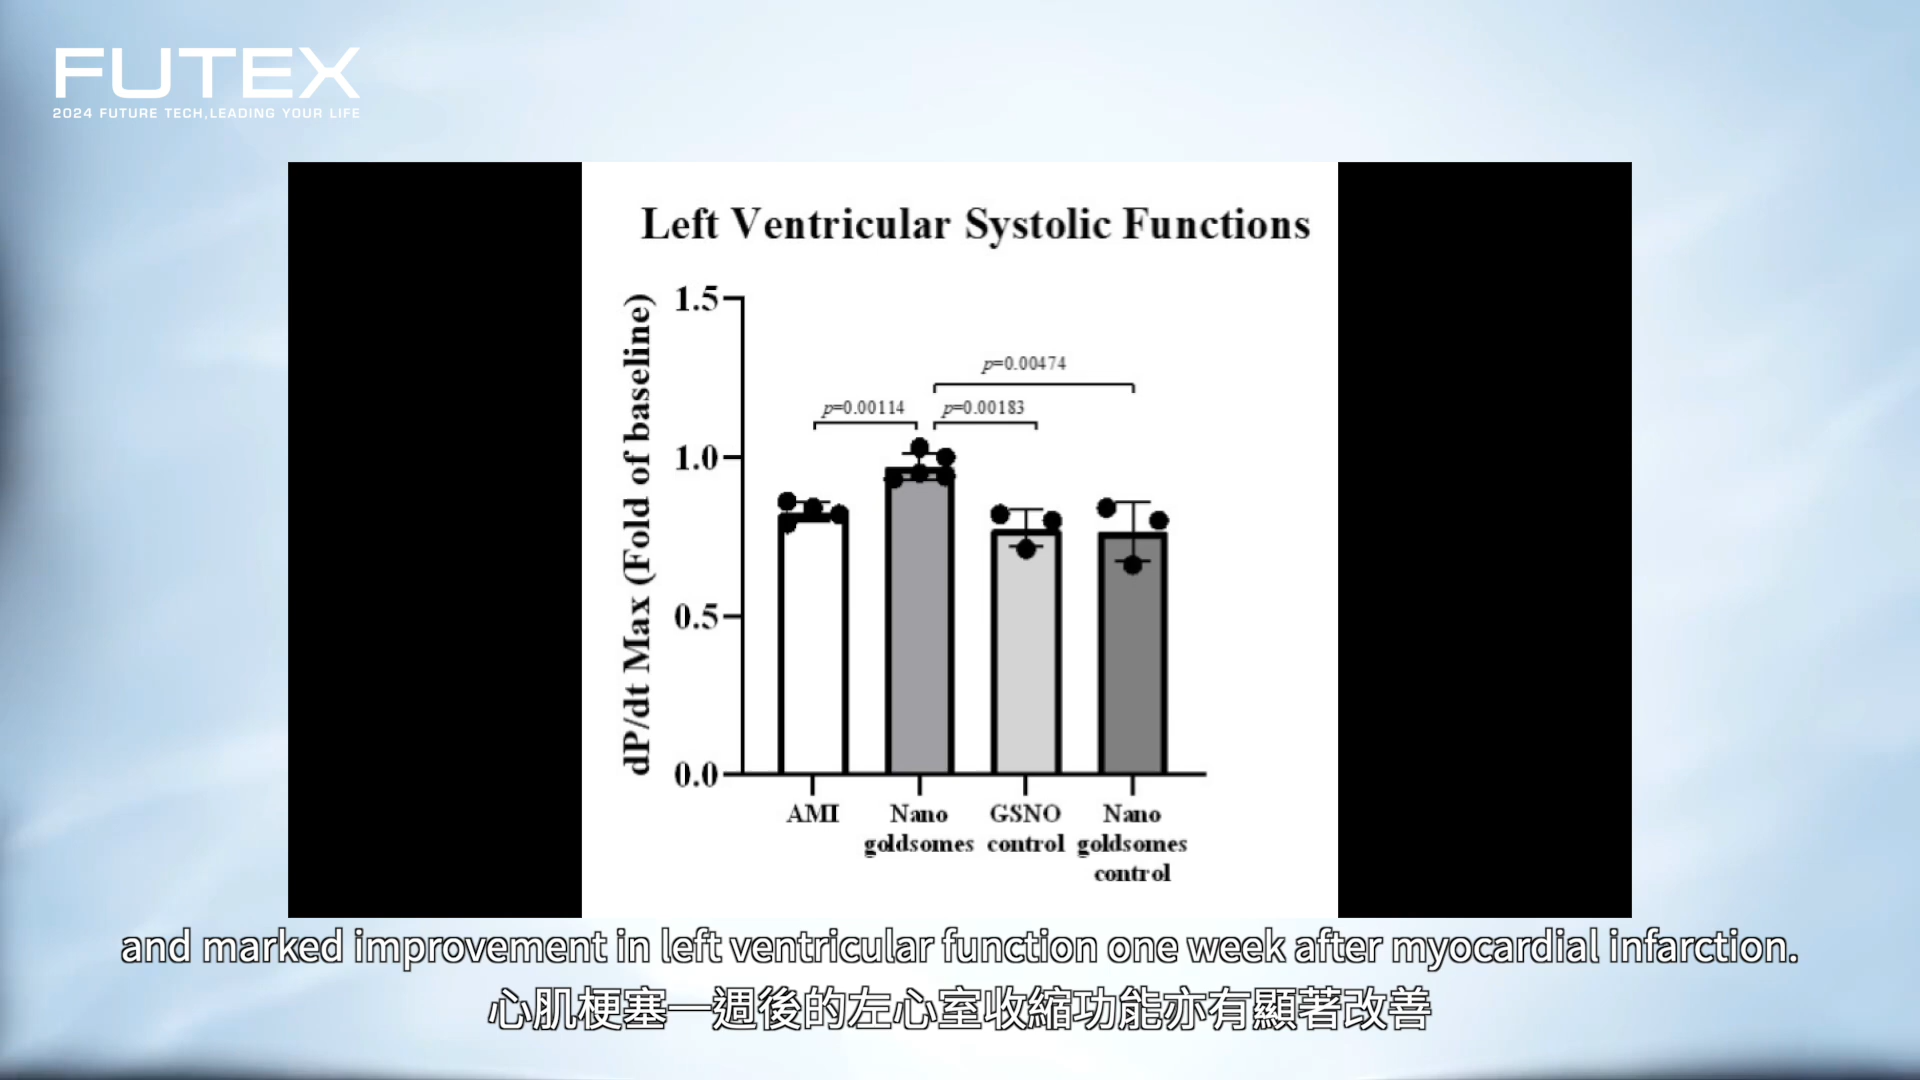 FUTEX
2024 FUTURE TECH,LEADING YOUR LIFE
Left Ventricular Systolic Functions
dP/dt Max (Fold of baseline)
1.5
1.0
0.5
0.0
p=0.00474
p=0.00114
p=0.00183
AMI
Nano
goldsomes
GSNO
control
Nano
goldsomes
control
and marked improvement in left ventricular function one week after myocardial infarction.
心肌梗塞一週後的左心室收縮功能亦有顯著改善